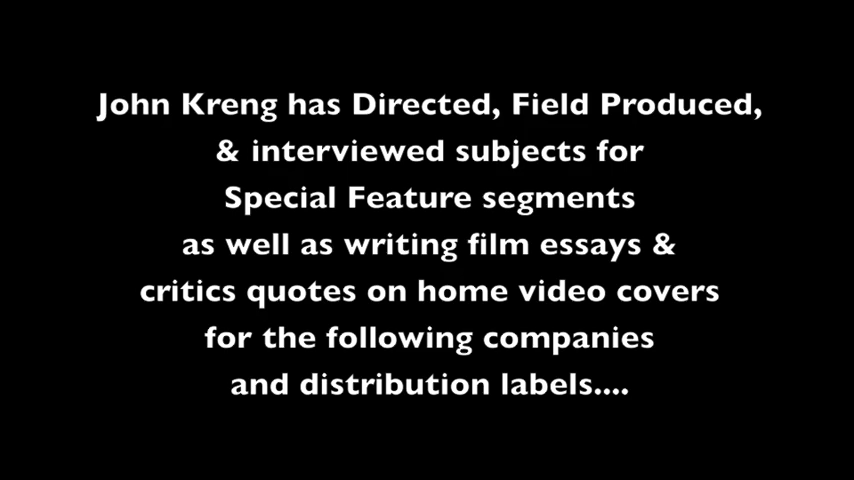 John Kreng has Directed, Field Produced,
& interviewed subjects for
Special Feature segments
as well as writing film essays &
critics quotes on home video covers
for the following companies
and distribution labels....